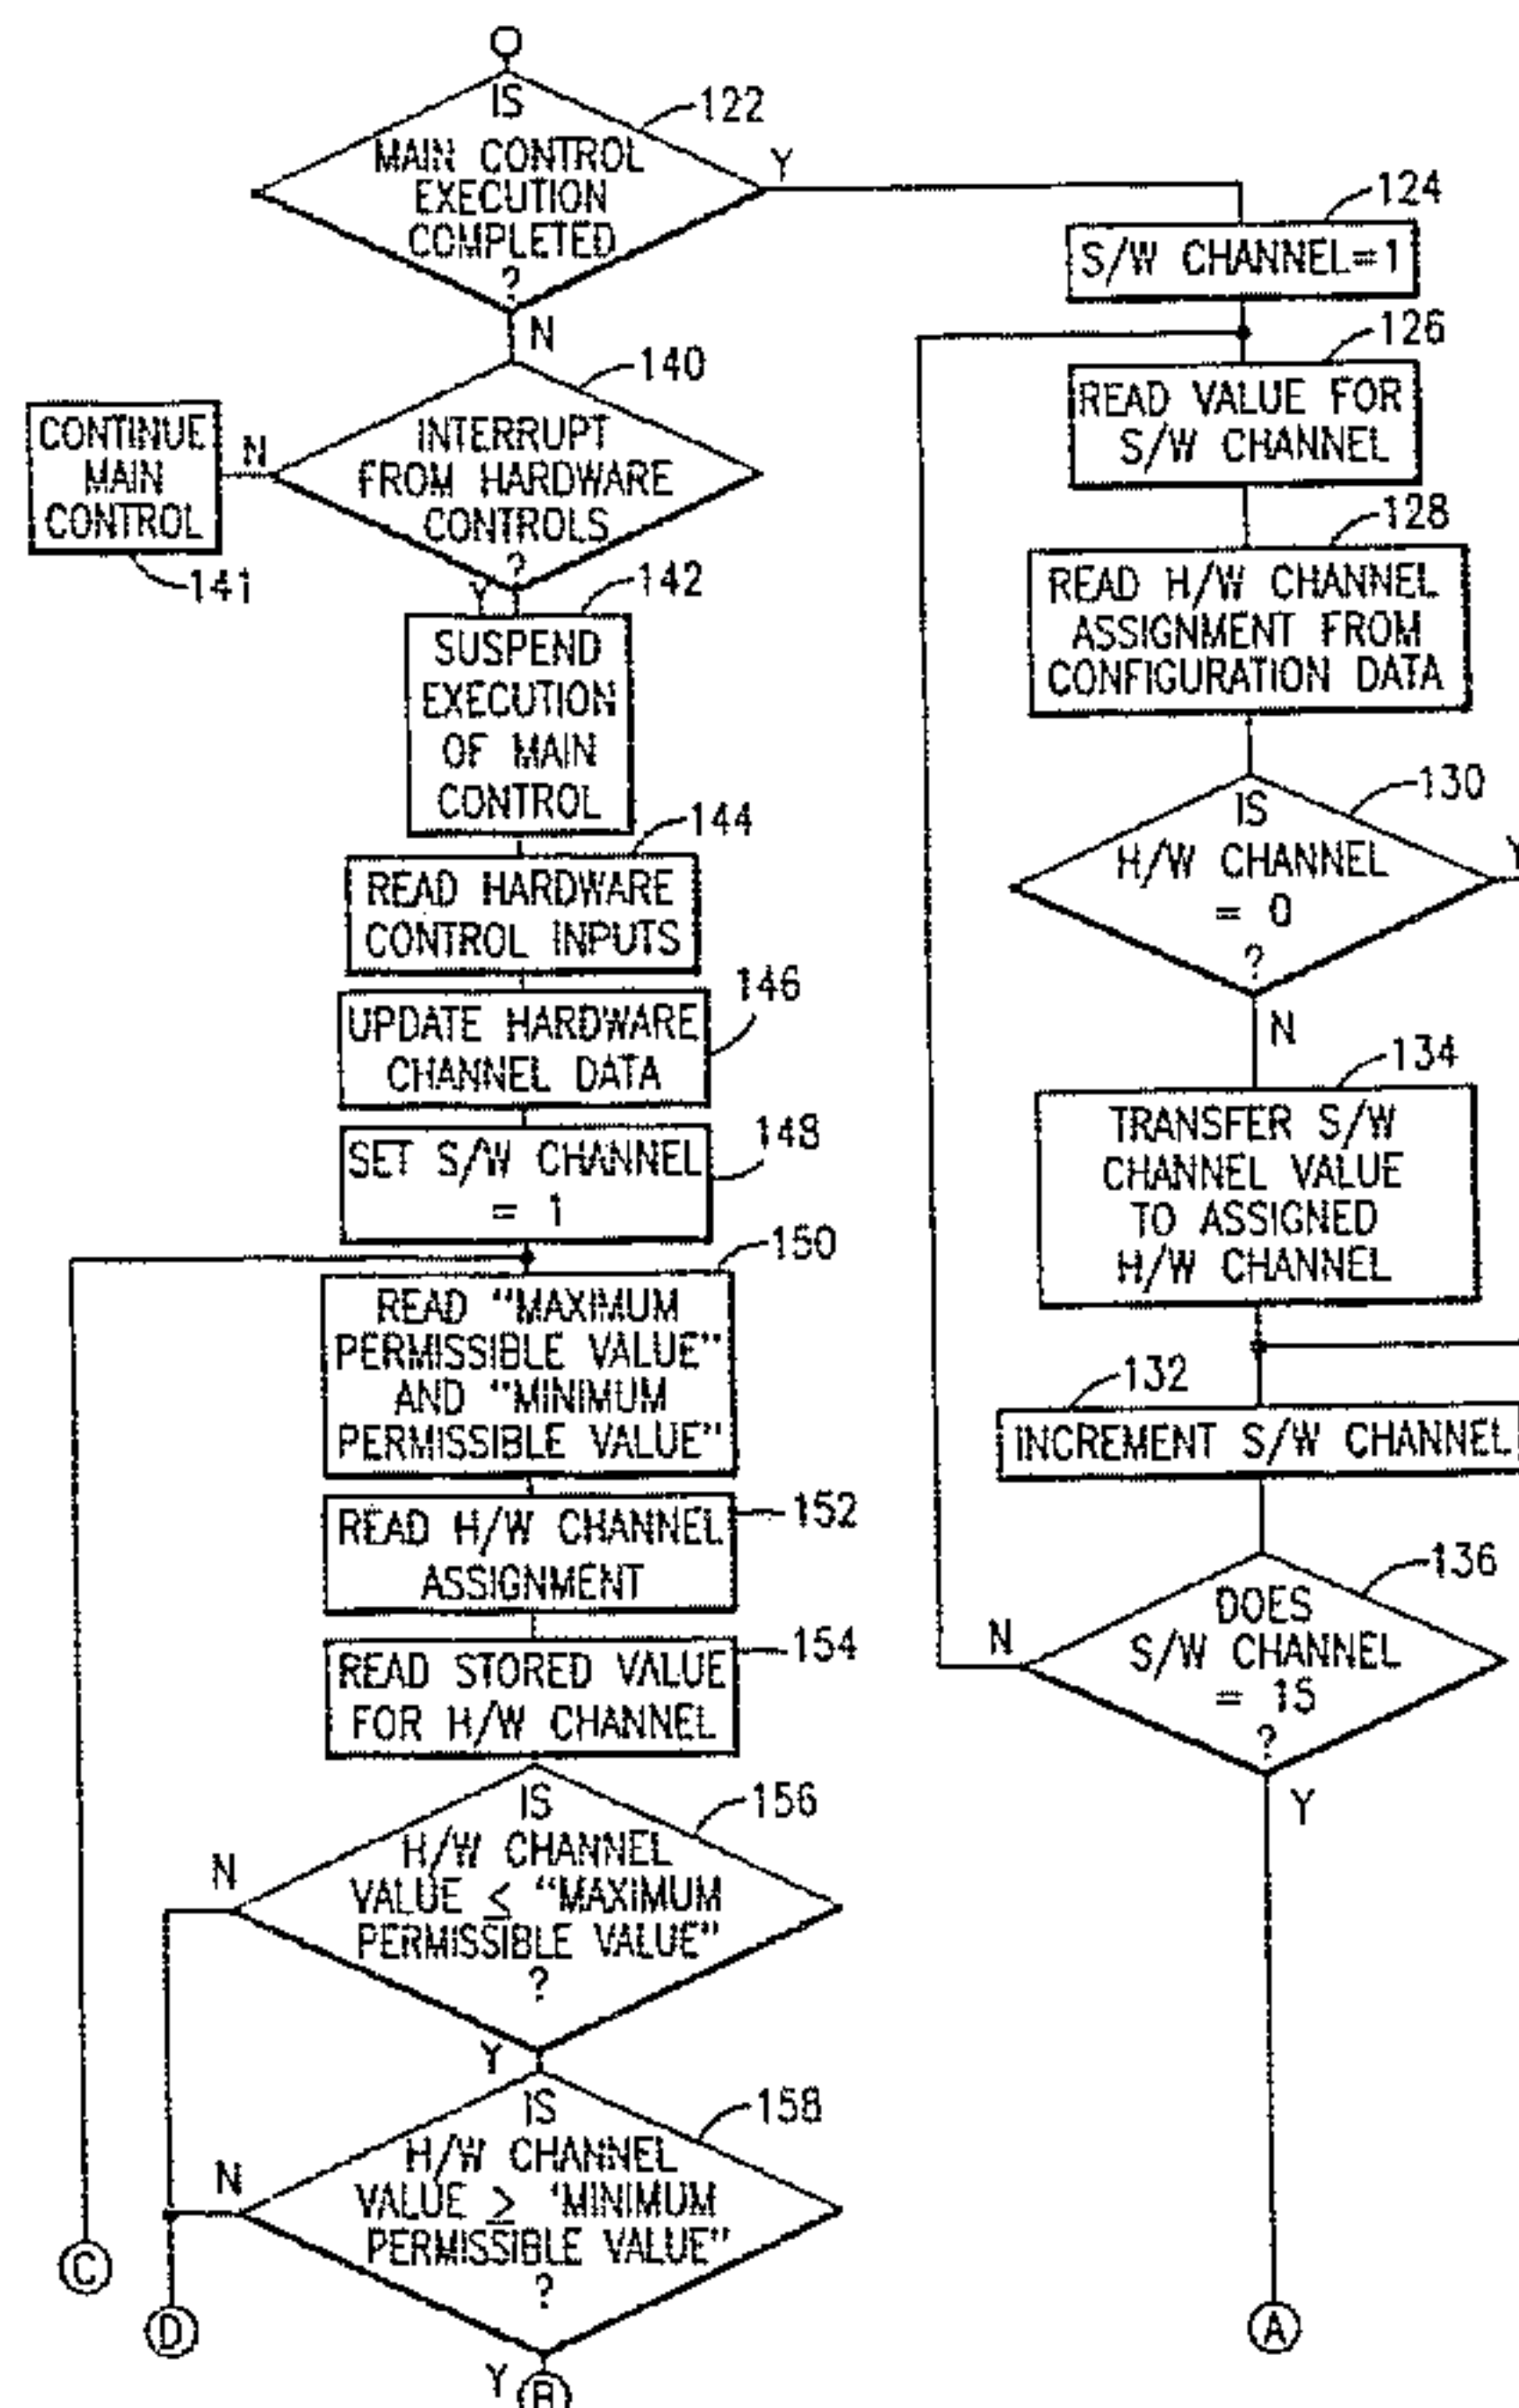 IS
MAIN CONTROL
EXECUTION
COMPLETED
?
122
Y
N
124
S/W CHANNEL=1
126
READ VALUE FOR
S/W CHANNEL
128
READ H/W CHANNEL
ASSIGNMENT FROM
CONFIGURATION DATA
130
IS
H/W CHANNEL
= 0
?
Y
N
134
TRANSFER S/W
CHANNEL VALUE
TO ASSIGNED
H/W CHANNEL
132
INCREMENT S/W CHANNEL
136
DOES
S/W CHANNEL
= 15
?
N
Y
A
140
INTERRUPT
FROM HARDWARE
CONTROLS
?
N
Y
CONTINUE
MAIN
CONTROL
141
142
SUSPEND
EXECUTION
OF MAIN
CONTROL
144
READ HARDWARE
CONTROL INPUTS
146
UPDATE HARDWARE
CHANNEL DATA
148
SET S/W CHANNEL
= 1
150
READ "MAXIMUM
PERMISSIBLE VALUE"
AND "MINIMUM
PERMISSIBLE VALUE"
152
READ H/W CHANNEL
ASSIGNMENT
154
READ STORED VALUE
FOR H/W CHANNEL
156
IS
H/W CHANNEL
VALUE ≤ "MAXIMUM
PERMISSIBLE VALUE"
?
N
Y
158
IS
H/W CHANNEL
VALUE ≥ 'MINIMUM
PERMISSIBLE VALUE"
?
N
Y
C
D
B